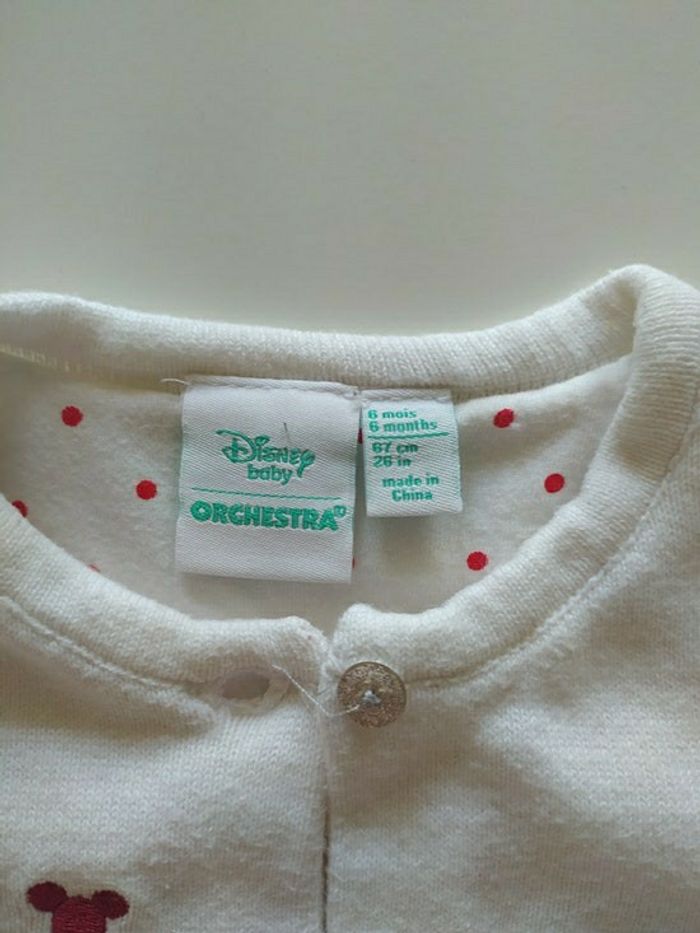 Disney
baby
ORCHESTRA
6 mois
6 months
67 cm
26 in
made in
China